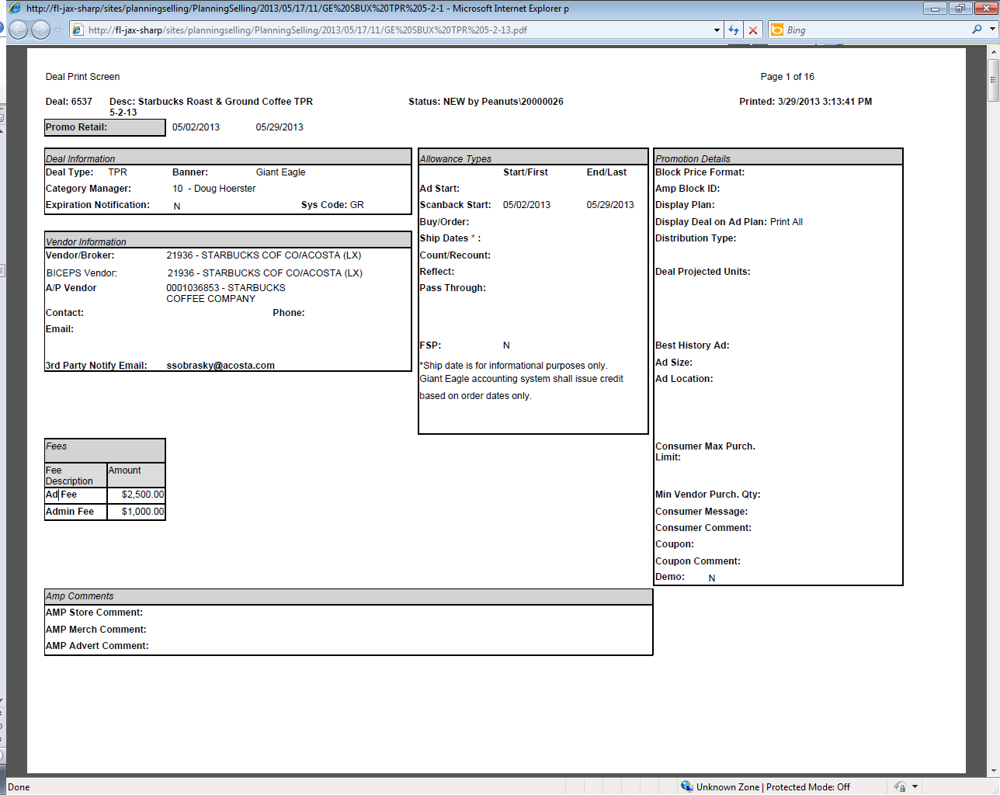 http://fl-jax-sharp/sites/planningselling/PlanningSelling/2013/05/17/11/GE%20SBUX%20TPR%205-2-1 - Microsoft Internet Explorer p
http://fl-jax-sharp/sites/planningselling/PlanningSelling/2013/05/17/11/GE%20SBUX%20TPR%205-2-13.pdf
Bing
Deal Print Screen
Page 1 of 16
Deal: 6537 Desc: Starbucks Roast & Ground Coffee TPR
5-2-13
Status: NEW by Peanuts\20000026
Printed: 3/29/2013 3:13:41 PM
Promo Retail: 05/02/2013 05/29/2013
Deal Information
Deal Type: TPR Banner: Giant Eagle
Category Manager: 10 - Doug Hoerster
Expiration Notification: N Sys Code: GR
Vendor Information
Vendor/Broker: 21936 - STARBUCKS COF CO/ACOSTA (LX)
BICEPS Vendor: 21936 - STARBUCKS COF CO/ACOSTA (LX)
A/P Vendor 0001036853 - STARBUCKS
COFFEE COMPANY
Contact: Phone:
Email:
3rd Party Notify Email: ssobrasky@acosta.com
Allowance Types
Start/First End/Last
Ad Start:
Scanback Start: 05/02/2013 05/29/2013
Buy/Order:
Ship Dates * :
Count/Recount:
Reflect:
Pass Through:
FSP: N
*Ship date is for informational purposes only.
Giant Eagle accounting system shall issue credit
based on order dates only.
Promotion Details
Block Price Format:
Amp Block ID:
Display Plan:
Display Deal on Ad Plan: Print All
Distribution Type:
Deal Projected Units:
Best History Ad:
Ad Size:
Ad Location:
Consumer Max Purch.
Limit:
Min Vendor Purch. Qty:
Consumer Message:
Consumer Comment:
Coupon:
Coupon Comment:
Demo: N
Fees
Fee
Description Amount
Ad Fee $2,500.00
Admin Fee $1,000.00
Amp Comments
AMP Store Comment:
AMP Merch Comment:
AMP Advert Comment:
Done
Unknown Zone | Protected Mode: Off